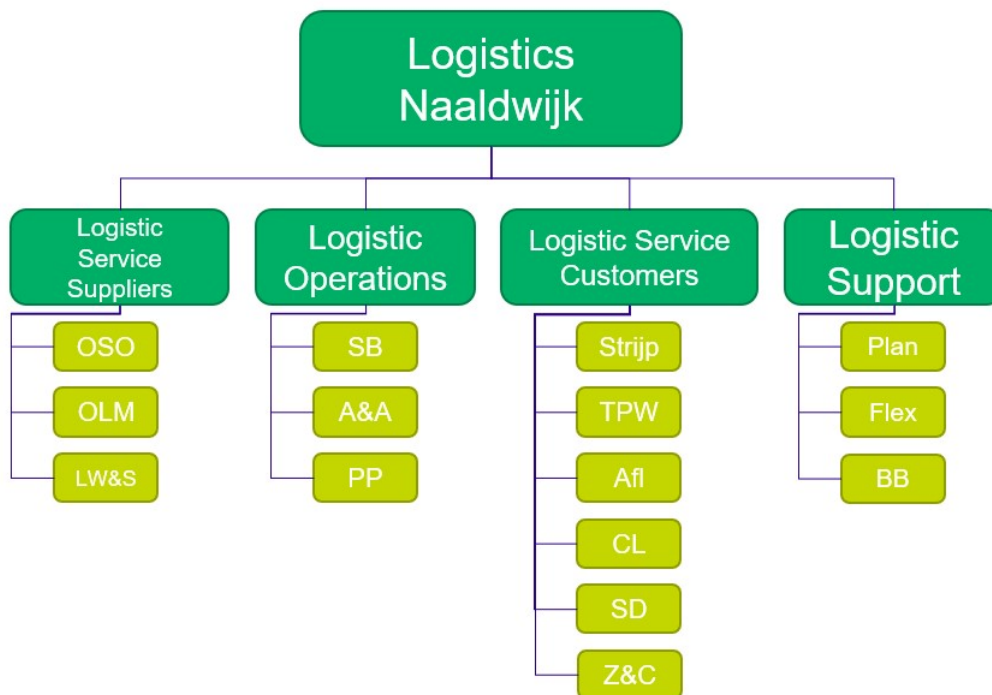 Logistics
Naaldwijk
Logistic
Service
Suppliers
OSO
OLM
LW&S
Logistic
Operations
SB
A&A
PP
Logistic Service
Customers
Strijp
TPW
Afl
CL
SD
Z&C
Logistic
Support
Plan
Flex
BB